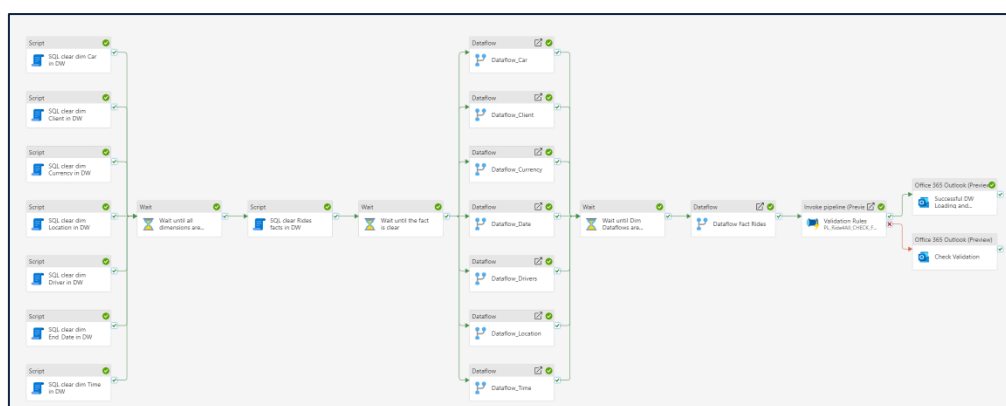 Script
SQL clear dim Car
in DW
Script
SQL clear dim
Client in DW
Script
SQL clear dim
Currency in DW
Script
SQL clear dim
Location in DW
Script
SQL clear dim
Driver in DW
Script
SQL clear dim
End_Date in DW
Script
SQL clear dim Time
in DW
Wait
Wait until all
dimensions are...
Script
SQL clear Rides
facts in DW
Wait
Wait until the fact
is clear
Dataflow
Dataflow_Car
Dataflow
Dataflow_Client
Dataflow
Dataflow_Currency
Dataflow
Dataflow_Date
Dataflow
Dataflow_Drivers
Dataflow
Dataflow_Location
Dataflow
Dataflow_Time
Wait
Wait until Dim
Dataflows are...
Dataflow
Dataflow Fact Rides
Invoke pipeline (Previe
Validation Rules
Office 365 Outlook (Preview)
Successful DW
Loading and...
Office 365 Outlook (Preview)
Check Validation